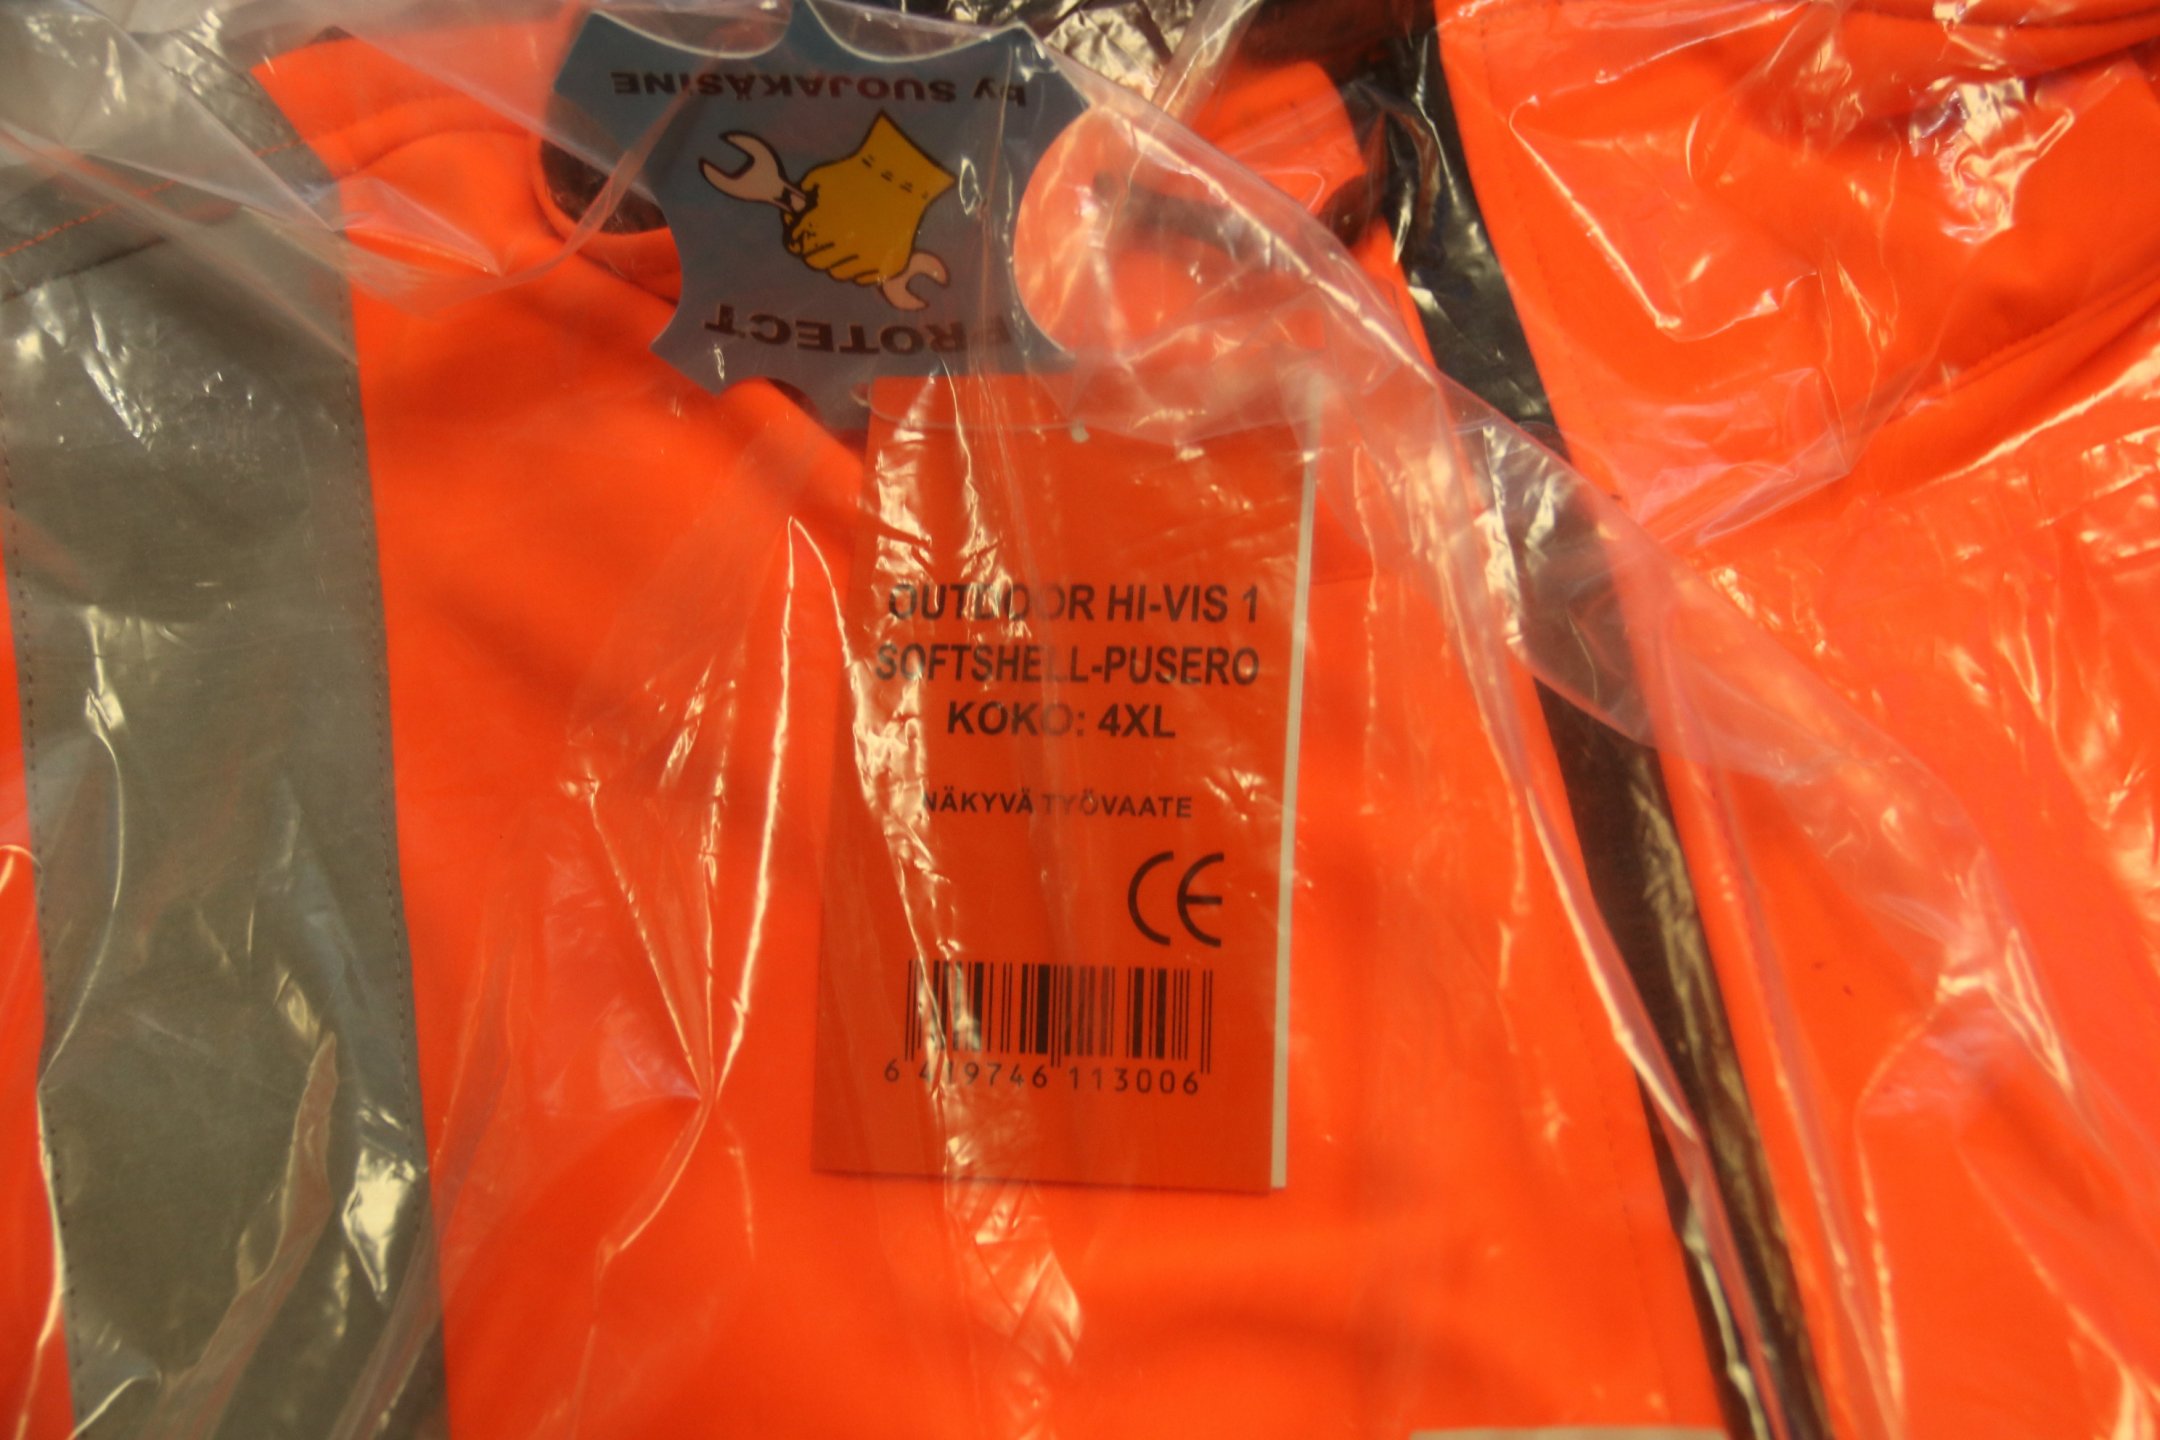 by SUOJAKÄSINE
PROTECT
OUTDOOR HI-VIS 1
SOFTSHELL-PUSERO
KOKO: 4XL
NÄKYVÄ TYÖVAATE
CE
6 419746 113006